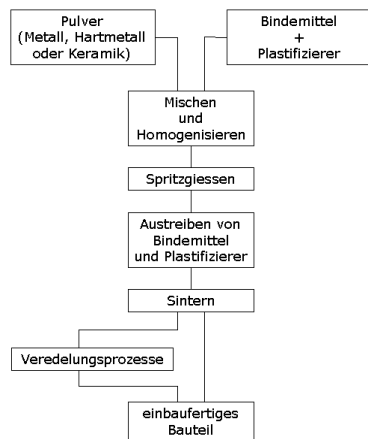 Pulver
(Metall, Hartmetall
oder Keramik)
Bindemittel
+
Plastifizierer
Mischen
und
Homogenisieren
Spritzgiessen
Austreiben von
Bindemittel
und Plastifizierer
Sintern
Veredelungsprozesse
einbaufertiges
Bauteil